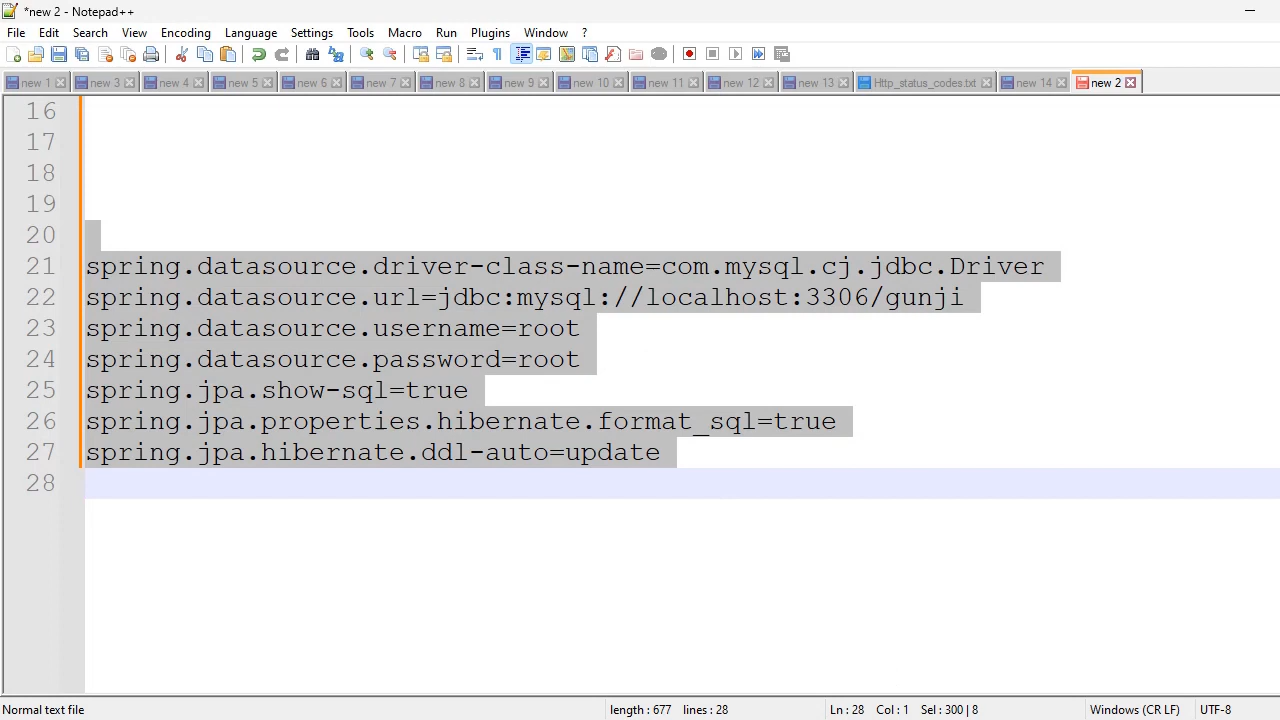 *new 2 - Notepad++
File Edit Search View Encoding Language Settings Tools Macro Run Plugins Window ?
new 1 new 3 new 4 new 5 new 6 new 7 new 8 new 9 new 10 new 11 new 12 new 13 Http_status_codes.txt new 14 new 2
16
17
18
19
20
21 spring.datasource.driver-class-name=com.mysql.cj.jdbc.Driver
22 spring.datasource.url=jdbc:mysql://localhost:3306/gunji
23 spring.datasource.username=root
24 spring.datasource.password=root
25 spring.jpa.show-sql=true
26 spring.jpa.properties.hibernate.format_sql=true
27 spring.jpa.hibernate.ddl-auto=update
28
Normal text file length : 677 lines : 28 Ln : 28 Col : 1 Sel : 300 | 8 Windows (CR LF) UTF-8